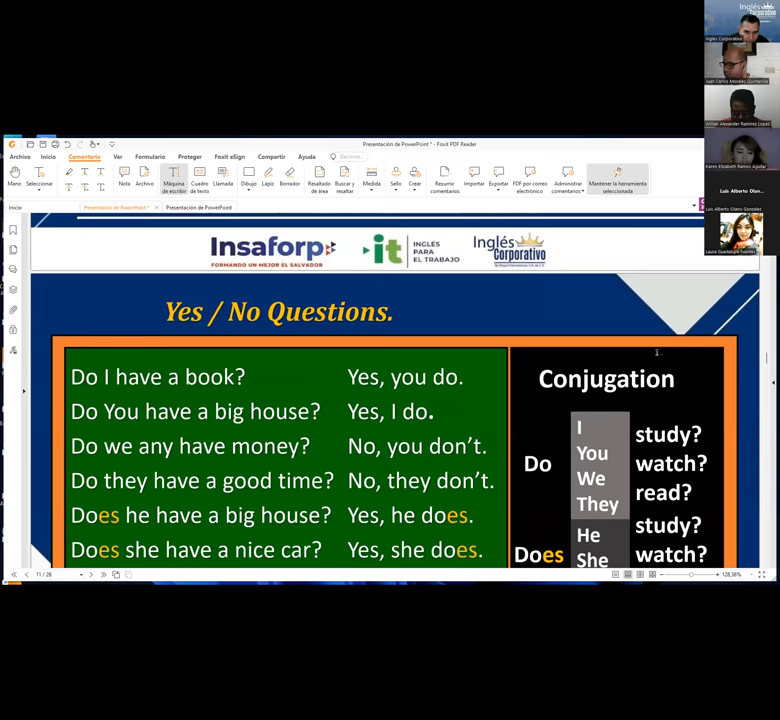 Inglés
Corporativo
Ingles Corporativo
Juan Carlos Morales Quintanilla
Willian Alexander Ramirez Lopez
Karen Elizabeth Ramos Aguilar
Luis Alberto Olan...
Luis Alberto Olano Gonzalez
Laura Guadalupe Fuentes
Presentación de PowerPoint * - Foxit PDF Reader
Archivo Inicio Comentario Ver Formulario Proteger Foxit eSign Compartir Ayuda
Mano Seleccionar Nota Archivo Máquina de escribir Cuadro de texto Llamada Dibujo Lápiz Borrador Resaltado de área Buscar y resaltar Medida Sello Crear Resumir comentarios Importar Exportar PDF por correo electrónico Administrar comentarios Mantener la herramienta seleccionada
Inicio Presentación de PowerPoint * Presentación de PowerPoint
Insaforp
FORMANDO UN MEJOR EL SALVADOR
it
INGLÉS
PARA
EL TRABAJO
Inglés
Corporativo
Yes / No Questions.
Do I have a book? Yes, you do.
Do You have a big house? Yes, I do.
Do we any have money? No, you don't.
Do they have a good time? No, they don't.
Does he have a big house? Yes, he does.
Does she have a nice car? Yes, she does.
Conjugation
Do
I
You
We
They
study?
watch?
read?
Does
He
She
study?
watch?
11 / 26
128,36%